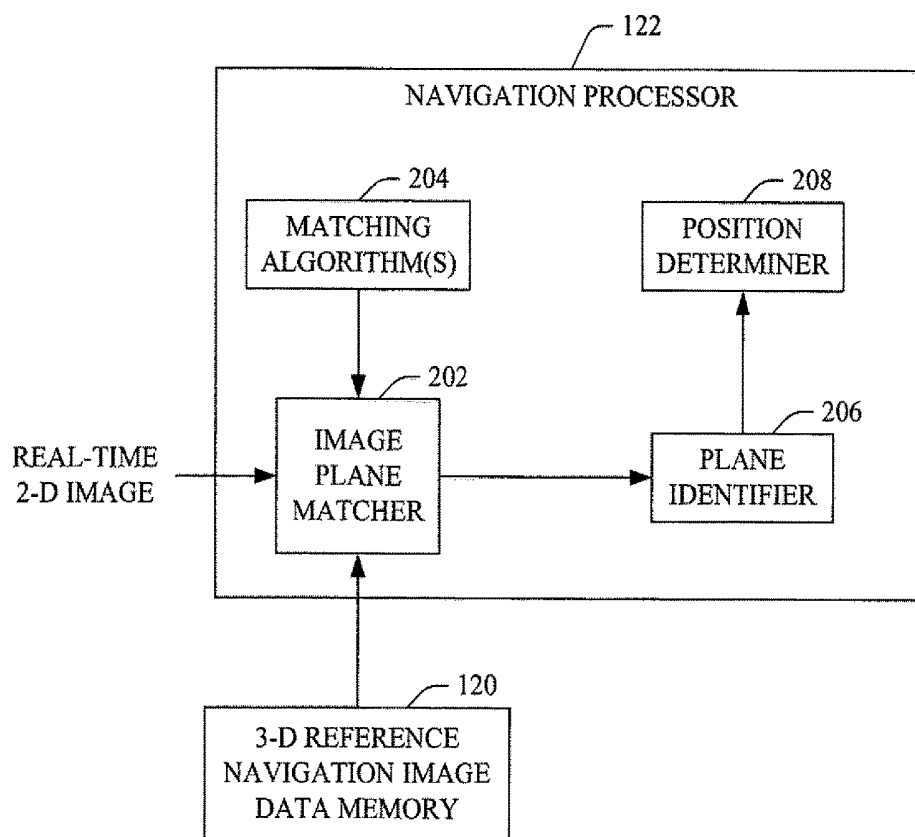 122
NAVIGATION PROCESSOR
204
MATCHING
ALGORITHM(S)
208
POSITION
DETERMINER
202
IMAGE
PLANE
MATCHER
206
PLANE
IDENTIFIER
REAL-TIME
2-D IMAGE
120
3-D REFERENCE
NAVIGATION IMAGE
DATA MEMORY